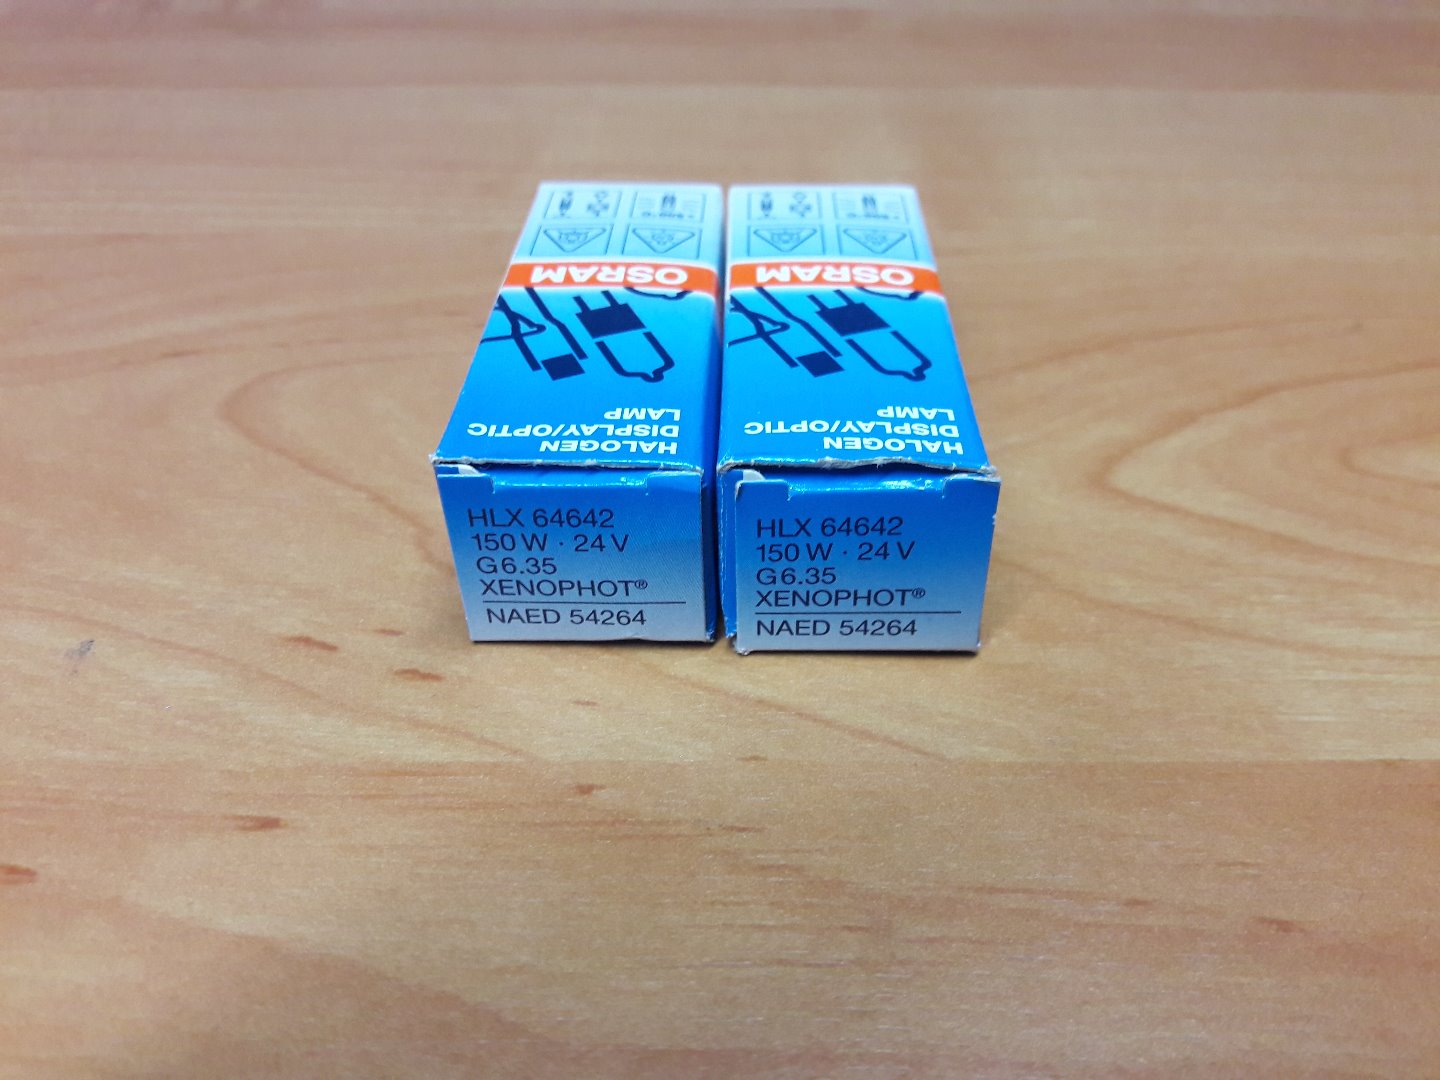 OSRAM
HALOGEN
DISPLAY/OPTIC
LAMP
HLX 64642
150 W · 24 V
G6.35
XENOPHOT®
NAED 54264
OSRAM
HALOGEN
DISPLAY/OPTIC
LAMP
HLX 64642
150 W · 24 V
G6.35
XENOPHOT®
NAED 54264